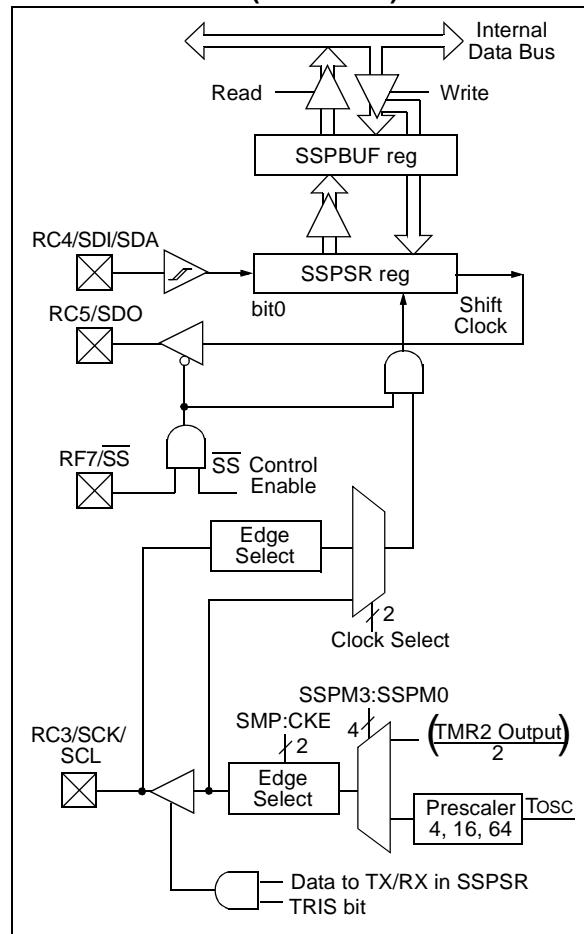 Internal
Data Bus
Read
Write
SSPBUF reg
RC4/SDI/SDA
SSPSR reg
bit0
Shift
Clock
RC5/SDO
RF7/SS
SS Control
Enable
Edge
Select
2
Clock Select
SSPM3:SSPM0
SMP:CKE
4
(TMR2 Output)
2
2
RC3/SCK/
SCL
Edge
Select
Prescaler
4, 16, 64
TOSC
Data to TX/RX in SSPSR
TRIS bit